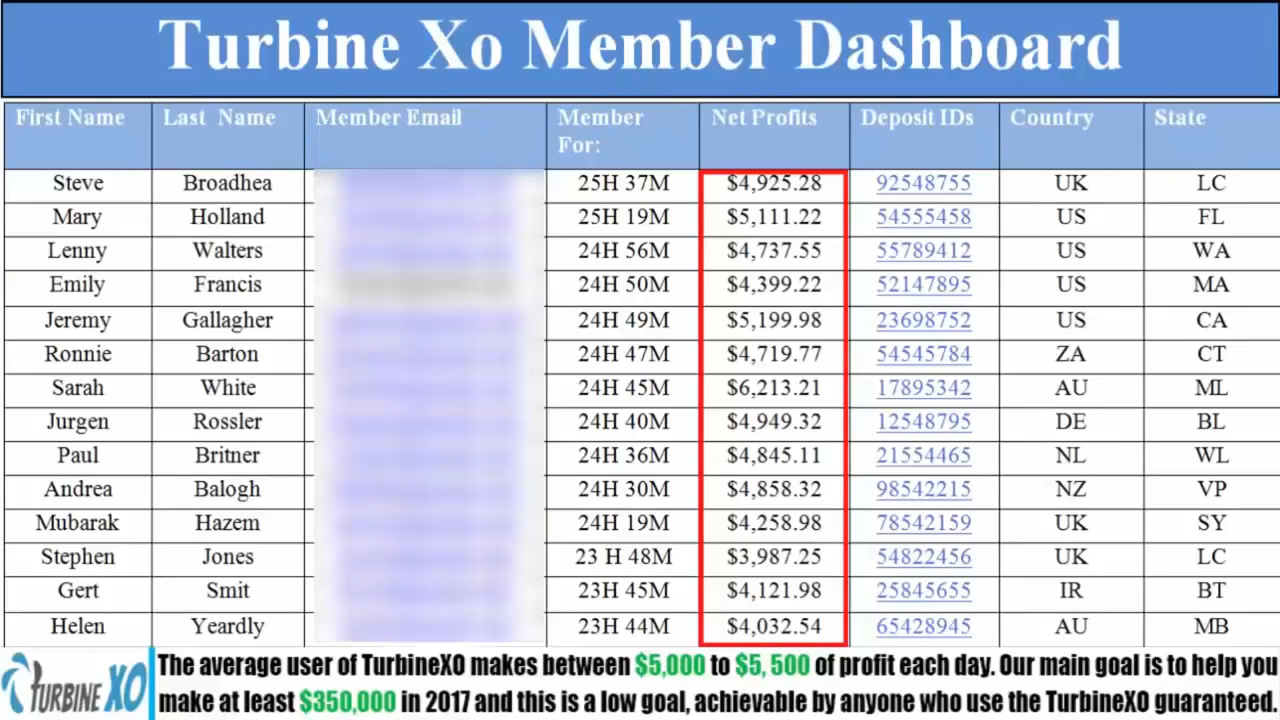 Turbine Xo Member Dashboard
First Name Last Name Member Email Member For: Net Profits Deposit IDs Country State
Steve Broadhea 25H 37M $4,925.28 92548755 UK LC
Mary Holland 25H 19M $5,111.22 54555458 US FL
Lenny Walters 24H 56M $4,737.55 55789412 US WA
Emily Francis 24H 50M $4,399.22 52147895 US MA
Jeremy Gallagher 24H 49M $5,199.98 23698752 US CA
Ronnie Barton 24H 47M $4,719.77 54545784 ZA CT
Sarah White 24H 45M $6,213.21 17895342 AU ML
Jurgen Rossler 24H 40M $4,949.32 12548795 DE BL
Paul Britner 24H 36M $4,845.11 21554465 NL WL
Andrea Balogh 24H 30M $4,858.32 98542215 NZ VP
Mubarak Hazem 24H 19M $4,258.98 78542159 UK SY
Stephen Jones 23 H 48M $3,987.25 54822456 UK LC
Gert Smit 23H 45M $4,121.98 25845655 IR BT
Helen Yeardly 23H 44M $4,032.54 65428945 AU MB
TURBINE XO
The average user of TurbineXO makes between $5,000 to $5, 500 of profit each day. Our main goal is to help you
make at least $350,000 in 2017 and this is a low goal, achievable by anyone who use the TurbineXO guaranteed.